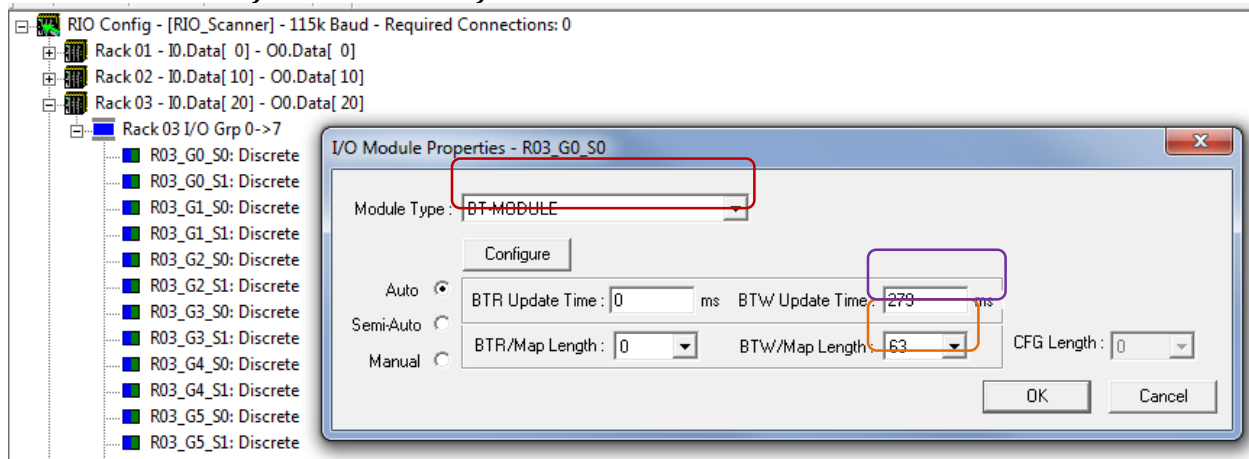 RIO Config - [RIO_Scanner] - 115k Baud - Required Connections: 0
Rack 01 - I0.Data[ 0] - O0.Data[ 0]
Rack 02 - I0.Data[ 10] - O0.Data[ 10]
Rack 03 - I0.Data[ 20] - O0.Data[ 20]
Rack 03 I/O Grp 0->7
R03_G0_S0: Discrete
R03_G0_S1: Discrete
R03_G1_S0: Discrete
R03_G1_S1: Discrete
R03_G2_S0: Discrete
R03_G2_S1: Discrete
R03_G3_S0: Discrete
R03_G3_S1: Discrete
R03_G4_S0: Discrete
R03_G4_S1: Discrete
R03_G5_S0: Discrete
R03_G5_S1: Discrete
I/O Module Properties - R03_G0_S0
Module Type : BT-MODULE
Configure
Auto
Semi-Auto
Manual
BTR Update Time : 0 ms BTW Update Time : 279 ms
BTR/Map Length : 0 BTW/Map Length : 63 CFG Length : 0
OK Cancel